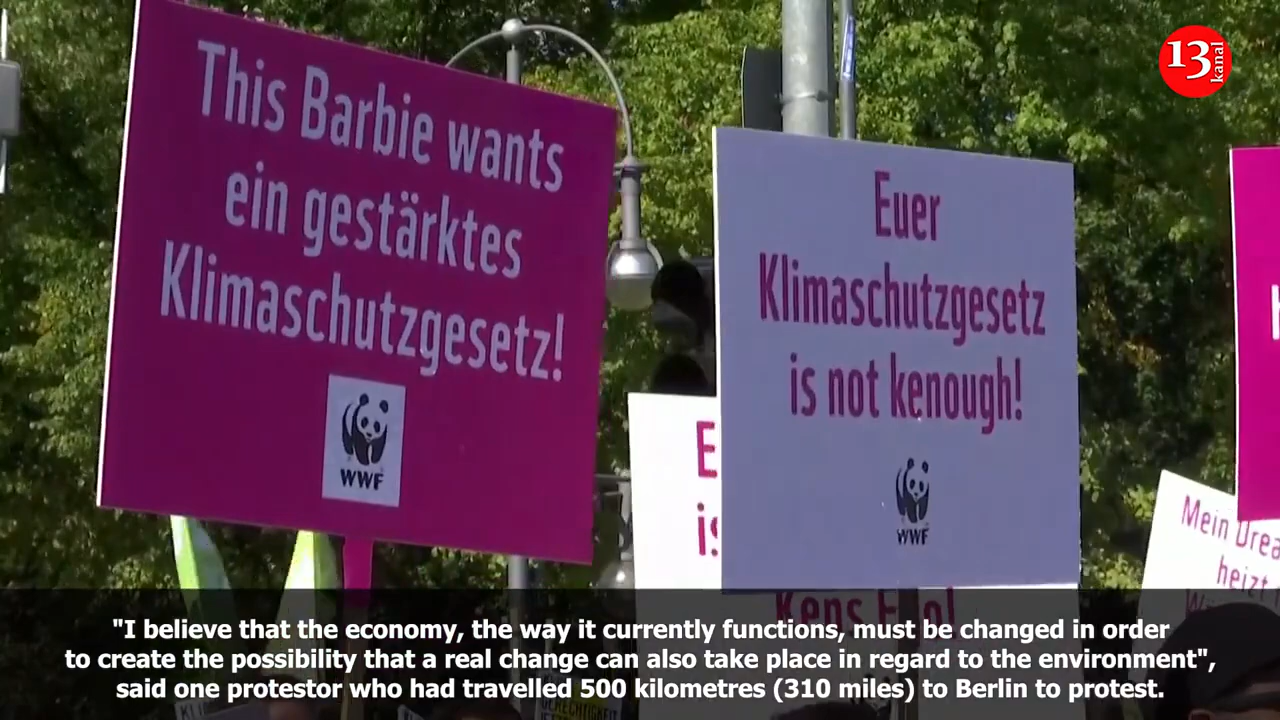 13
kanal
This Barbie wants
ein gestärktes
Klimaschutzgesetz!
WWF
Euer
Klimaschutzgesetz
is not kenough!
WWF
Kens
Mein
heizt
"I believe that the economy, the way it currently functions, must be changed in order
to create the possibility that a real change can also take place in regard to the environment",
said one protestor who had travelled 500 kilometres (310 miles) to Berlin to protest.